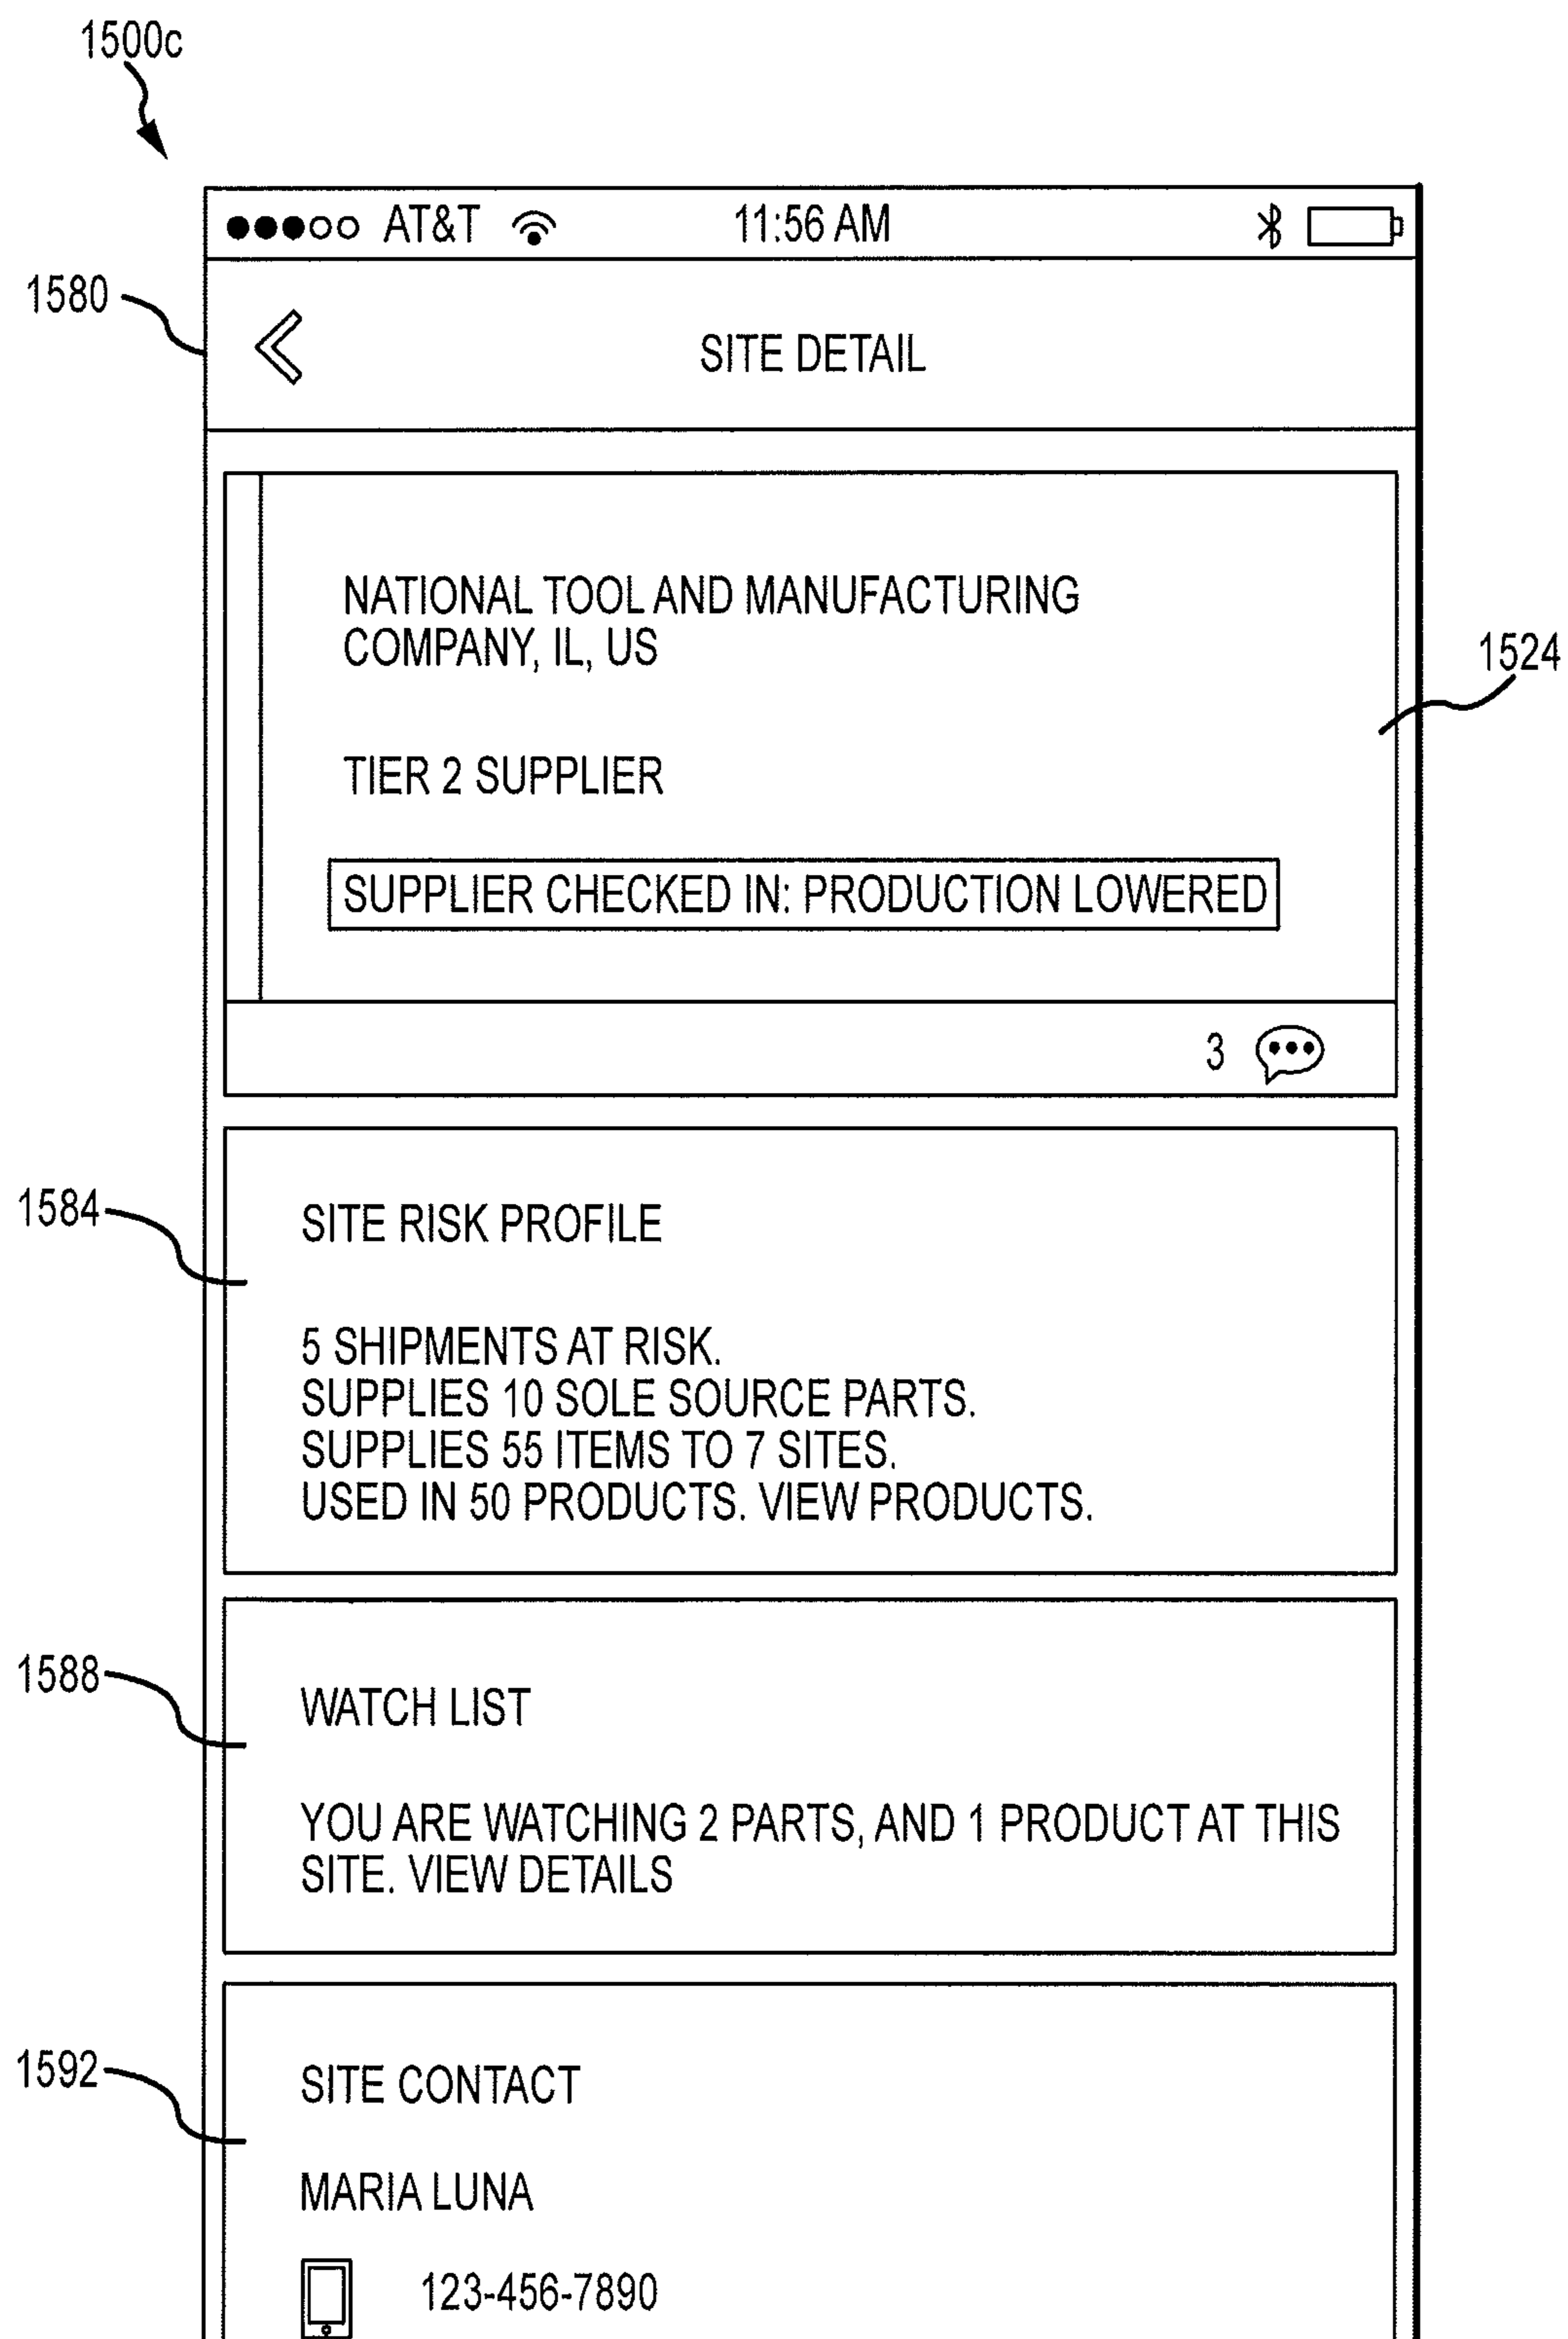 1500c
AT&T 11:56 AM
1580
SITE DETAIL
NATIONAL TOOL AND MANUFACTURING
COMPANY, IL, US
1524
TIER 2 SUPPLIER
SUPPLIER CHECKED IN: PRODUCTION LOWERED
3
1584
SITE RISK PROFILE
5 SHIPMENTS AT RISK.
SUPPLIES 10 SOLE SOURCE PARTS.
SUPPLIES 55 ITEMS TO 7 SITES.
USED IN 50 PRODUCTS. VIEW PRODUCTS.
1588
WATCH LIST
YOU ARE WATCHING 2 PARTS, AND 1 PRODUCT AT THIS
SITE. VIEW DETAILS
1592
SITE CONTACT
MARIA LUNA
123-456-7890